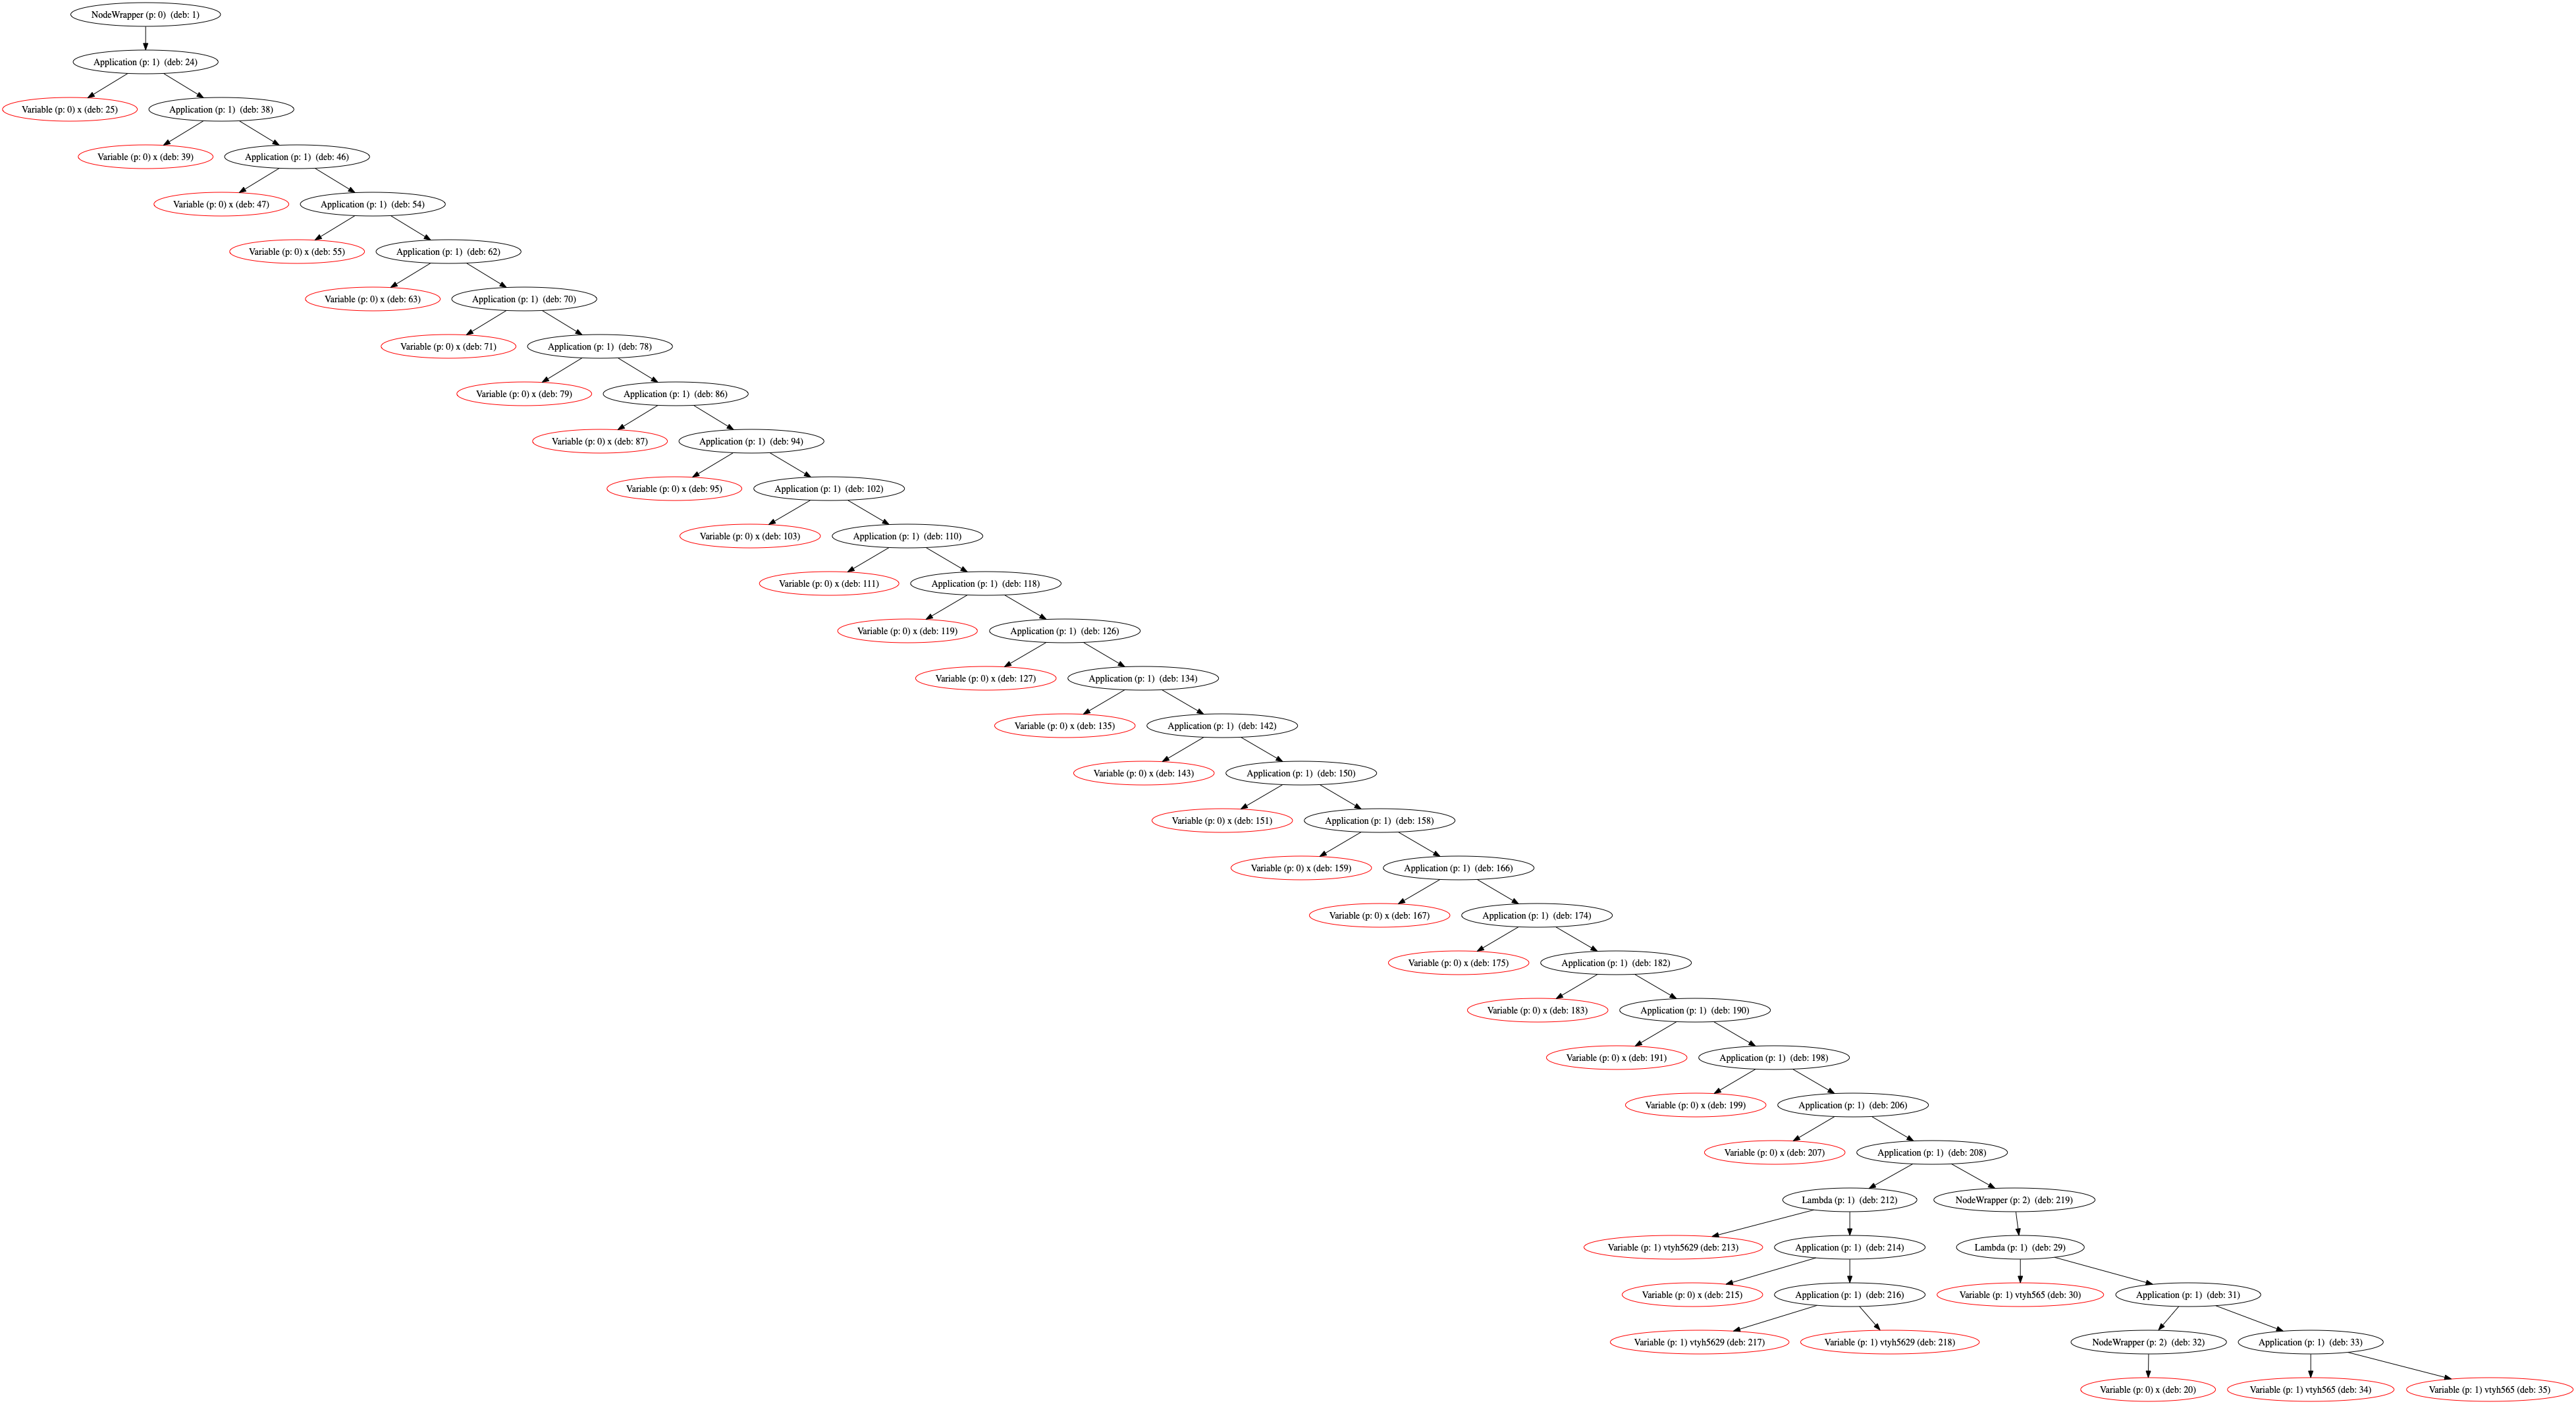 NodeWrapper (p: 0)  (deb: 1)
Application (p: 1)  (deb: 24)
Variable (p: 0) x (deb: 25)
Application (p: 1)  (deb: 38)
Variable (p: 0) x (deb: 39)
Application (p: 1)  (deb: 46)
Variable (p: 0) x (deb: 47)
Application (p: 1)  (deb: 54)
Variable (p: 0) x (deb: 55)
Application (p: 1)  (deb: 62)
Variable (p: 0) x (deb: 63)
Application (p: 1)  (deb: 70)
Variable (p: 0) x (deb: 71)
Application (p: 1)  (deb: 78)
Variable (p: 0) x (deb: 79)
Application (p: 1)  (deb: 86)
Variable (p: 0) x (deb: 87)
Application (p: 1)  (deb: 94)
Variable (p: 0) x (deb: 95)
Application (p: 1)  (deb: 102)
Variable (p: 0) x (deb: 103)
Application (p: 1)  (deb: 110)
Variable (p: 0) x (deb: 111)
Application (p: 1)  (deb: 118)
Variable (p: 0) x (deb: 119)
Application (p: 1)  (deb: 126)
Variable (p: 0) x (deb: 127)
Application (p: 1)  (deb: 134)
Variable (p: 0) x (deb: 135)
Application (p: 1)  (deb: 142)
Variable (p: 0) x (deb: 143)
Application (p: 1)  (deb: 150)
Variable (p: 0) x (deb: 151)
Application (p: 1)  (deb: 158)
Variable (p: 0) x (deb: 159)
Application (p: 1)  (deb: 166)
Variable (p: 0) x (deb: 167)
Application (p: 1)  (deb: 174)
Variable (p: 0) x (deb: 175)
Application (p: 1)  (deb: 182)
Variable (p: 0) x (deb: 183)
Application (p: 1)  (deb: 190)
Variable (p: 0) x (deb: 191)
Application (p: 1)  (deb: 198)
Variable (p: 0) x (deb: 199)
Application (p: 1)  (deb: 206)
Variable (p: 0) x (deb: 207)
Application (p: 1)  (deb: 208)
Lambda (p: 1)  (deb: 212)
NodeWrapper (p: 2)  (deb: 219)
Variable (p: 1) vtyh5629 (deb: 213)
Application (p: 1)  (deb: 214)
Lambda (p: 1)  (deb: 29)
Variable (p: 0) x (deb: 215)
Application (p: 1)  (deb: 216)
Variable (p: 1) vtyh565 (deb: 30)
Application (p: 1)  (deb: 31)
Variable (p: 1) vtyh5629 (deb: 217)
Variable (p: 1) vtyh5629 (deb: 218)
NodeWrapper (p: 2)  (deb: 32)
Application (p: 1)  (deb: 33)
Variable (p: 0) x (deb: 20)
Variable (p: 1) vtyh565 (deb: 34)
Variable (p: 1) vtyh565 (deb: 35)